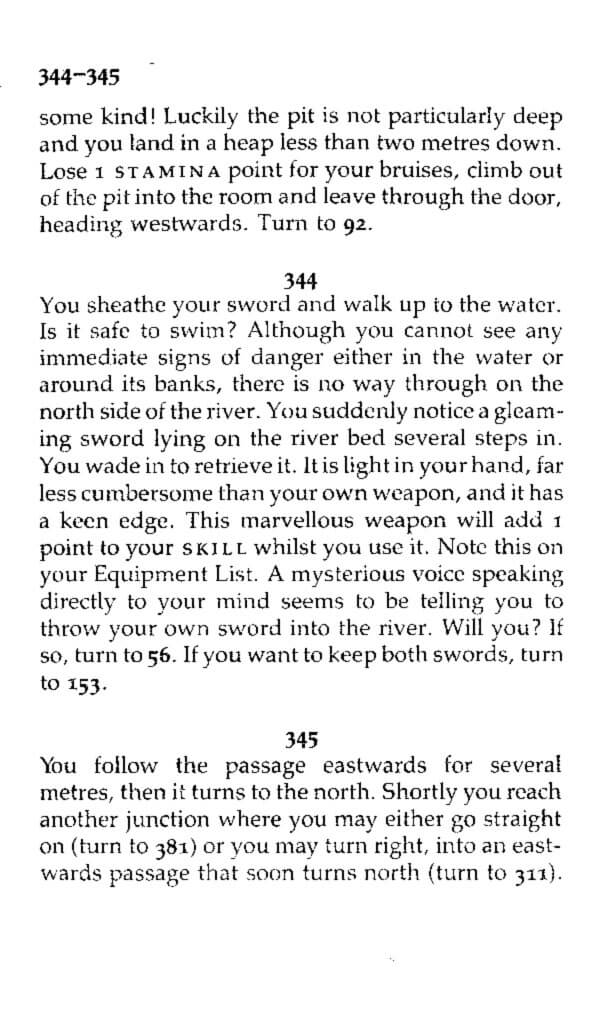 344–345
some kind! Luckily the pit is not particularly deep
and you land in a heap less than two metres down.
Lose 1 STAMINA point for your bruises, climb out
of the pit into the room and leave through the door,
heading westwards. Turn to 92.
344
You sheathe your sword and walk up to the water.
Is it safe to swim? Although you cannot see any
immediate signs of danger either in the water or
around its banks, there is no way through on the
north side of the river. You suddenly notice a gleam-
ing sword lying on the river bed several steps in.
You wade in to retrieve it. It is light in your hand, far
less cumbersome than your own weapon, and it has
a keen edge. This marvellous weapon will add 1
point to your SKILL whilst you use it. Note this on
your Equipment List. A mysterious voice speaking
directly to your mind seems to be telling you to
throw your own sword into the river. Will you? If
so, turn to 56. If you want to keep both swords, turn
to 153.
345
You follow the passage eastwards for several
metres, then it turns to the north. Shortly you reach
another junction where you may either go straight
on (turn to 381) or you may turn right, into an east-
wards passage that soon turns north (turn to 311).